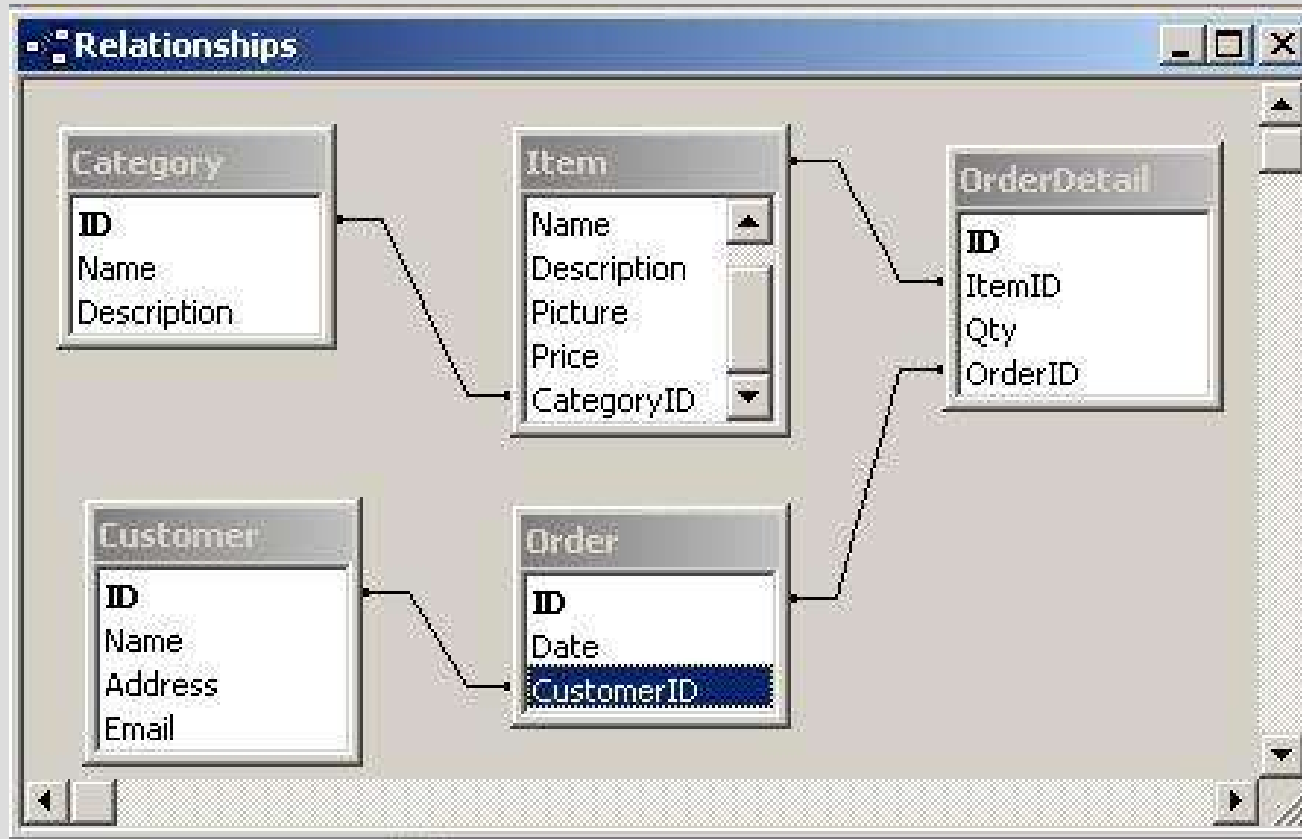 Relationships
Category
ID
Name
Description
Item
Name
Description
Picture
Price
CategoryID
OrderDetail
ID
ItemID
Qty
OrderID
Customer
ID
Name
Address
Email
Order
ID
Date
CustomerID